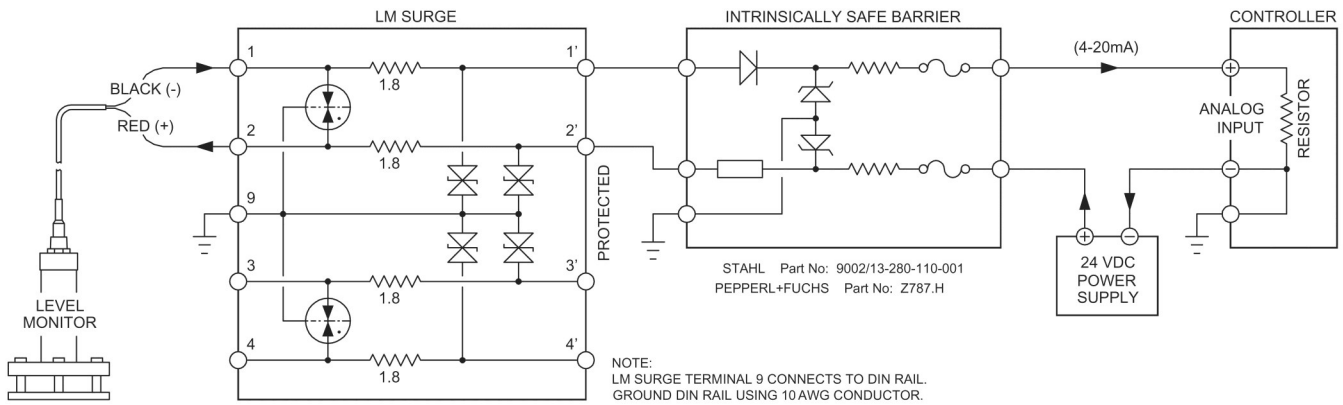 LM SURGE
INTRINSICALLY SAFE BARRIER
CONTROLLER
1
1'
1.8
BLACK (-)
RED (+)
2
2'
1.8
9
PROTECTED
3
3'
1.8
4
4'
1.8
LEVEL
MONITOR
(4-20mA)
+
ANALOG
INPUT
RESISTOR
−
+
−
24 VDC
POWER
SUPPLY
STAHL Part No: 9002/13-280-110-001
PEPPERL+FUCHS Part No: Z787.H
NOTE:
LM SURGE TERMINAL 9 CONNECTS TO DIN RAIL.
GROUND DIN RAIL USING 10 AWG CONDUCTOR.